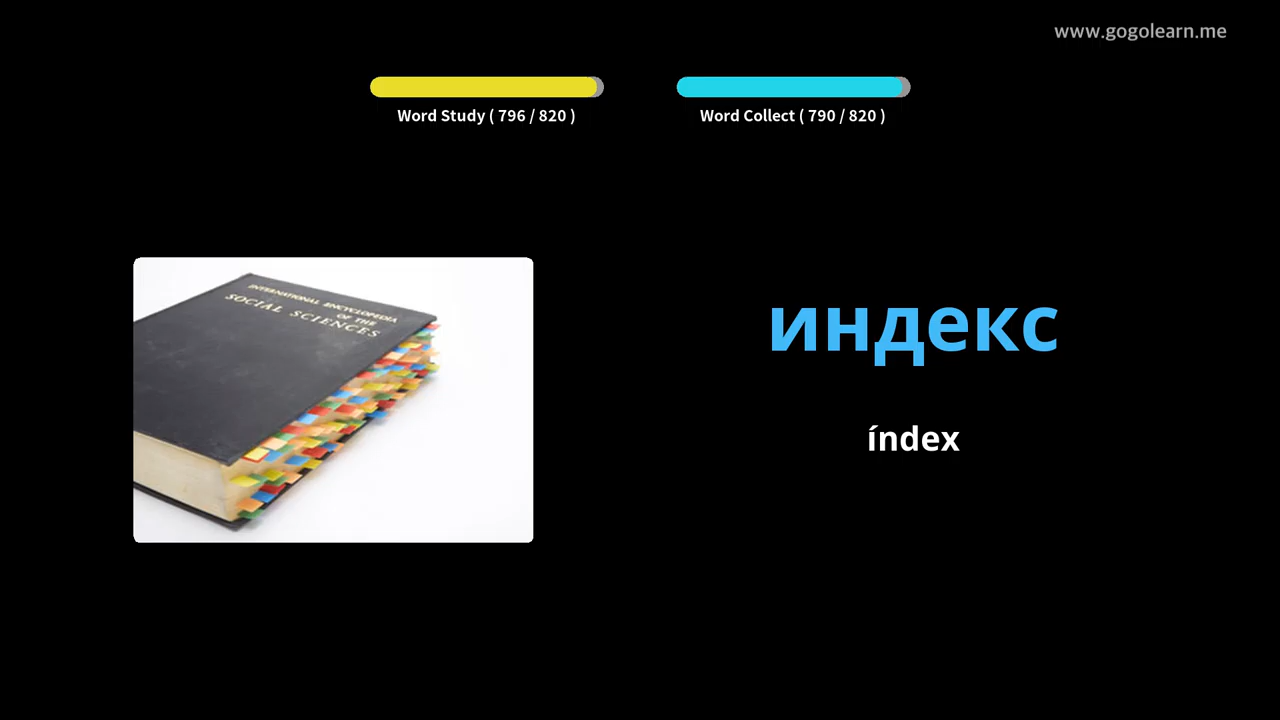 www.gogolearn.me
Word Study ( 796 / 820 )
Word Collect ( 790 / 820 )
INTERNATIONAL ENCYCLOPEDIA
OF THE
SOCIAL SCIENCES
индекс
índex